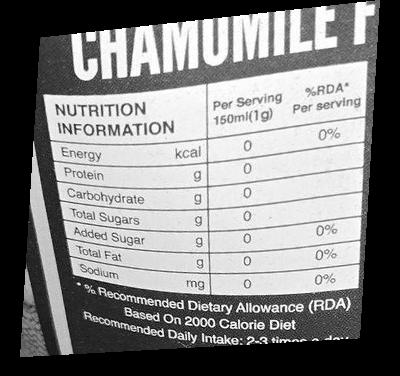 CHAMOMILE F
NUTRITION INFORMATION Per Serving 150ml(1g) %RDA* Per serving
Energy kcal 0 0%
Protein g 0
Carbohydrate g 0
Total Sugars g 0
Added Sugar g 0 0%
Total Fat g 0 0%
Sodium mg 0 0%
* % Recommended Dietary Allowance (RDA)
Based On 2000 Calorie Diet
Recommended Daily Intake: 2-3 times a day